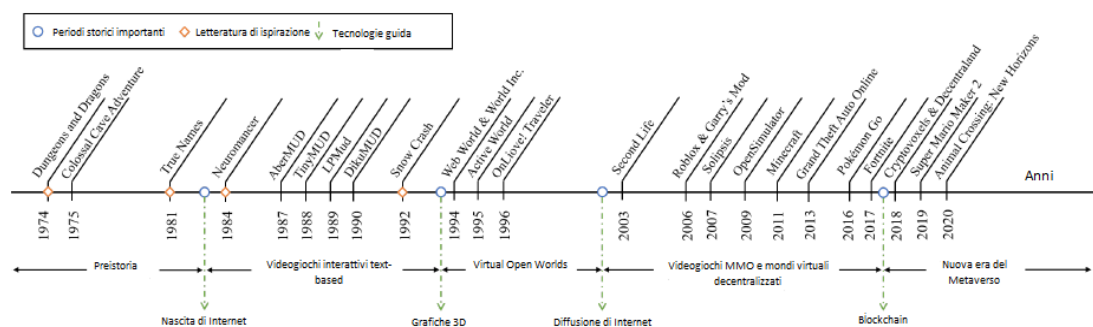 Periodi storici importanti
Letteratura di ispirazione
Tecnologie guida
Dungeons and Dragons
Colossal Cave Adventure
True Names
Neuromancer
AberMUD
TinyMUD
LPMud
DikuMUD
Snow Crash
Web World & World Inc.
Active World
OnLive! Traveler
Second Life
Roblox & Garry's Mod
Solipsis
OpenSimulator
Minecraft
Grand Theft Auto Online
Pokémon Go
Fornite
Cryptovoxels & Decentraland
Super Mario Maker 2
Animal Crossing: New Horizons
Anni
1974
1975
1981
1984
1987
1988
1989
1990
1992
1994
1995
1996
2003
2006
2007
2009
2011
2013
2016
2017
2018
2019
2020
Preistoria
Videogiochi interattivi text-
based
Virtual Open Worlds
Videogiochi MMO e mondi virtuali
decentralizzati
Nuova era del
Metaverso
Nascita di Internet
Grafiche 3D
Diffusione di Internet
Blockchain